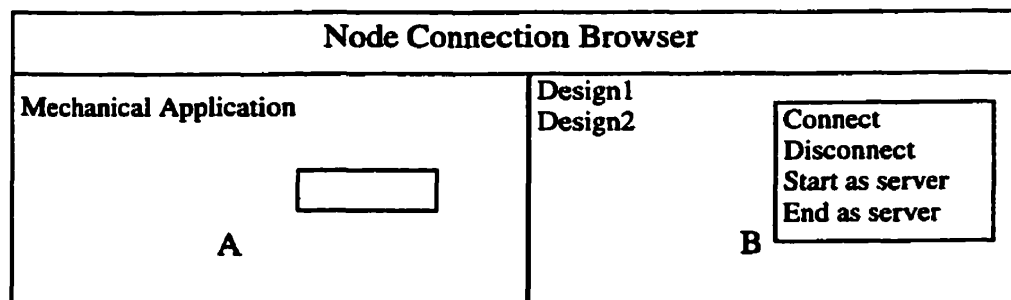 Node Connection Browser
Mechanical Application
A
Design1
Design2
Connect
Disconnect
Start as server
End as server
B